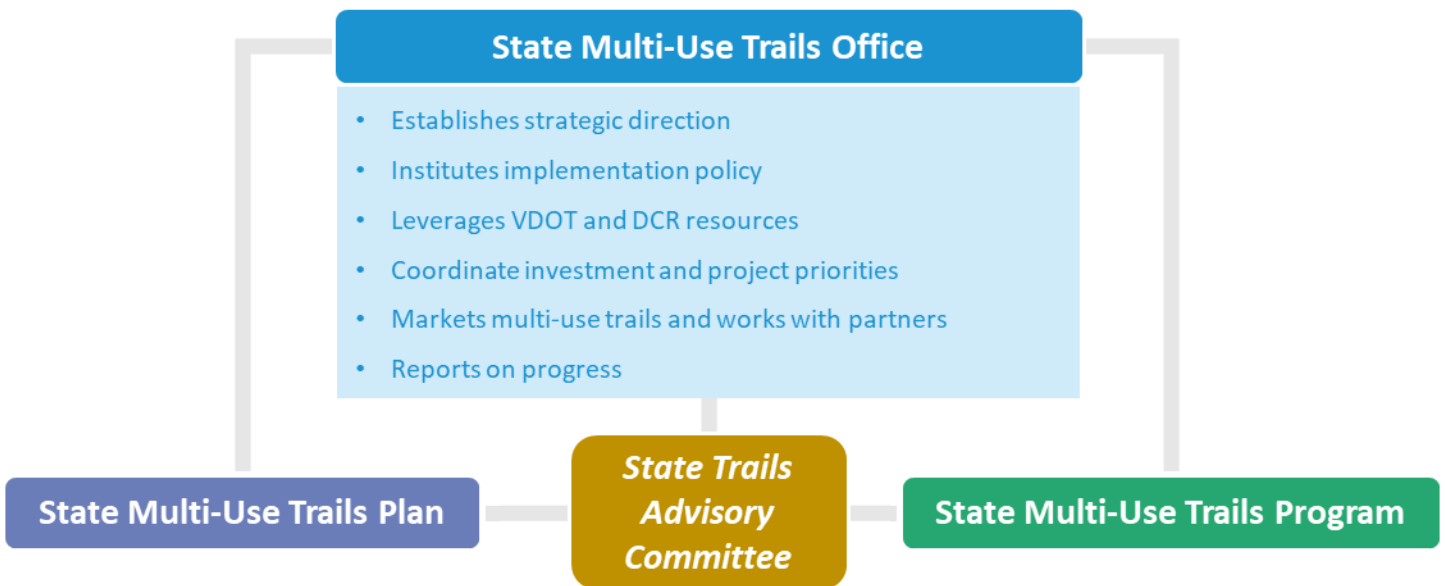 State Multi-Use Trails Office
• Establishes strategic direction
• Institutes implementation policy
• Leverages VDOT and DCR resources
• Coordinate investment and project priorities
• Markets multi-use trails and works with partners
• Reports on progress
State Multi-Use Trails Plan
State Trails
Advisory
Committee
State Multi-Use Trails Program